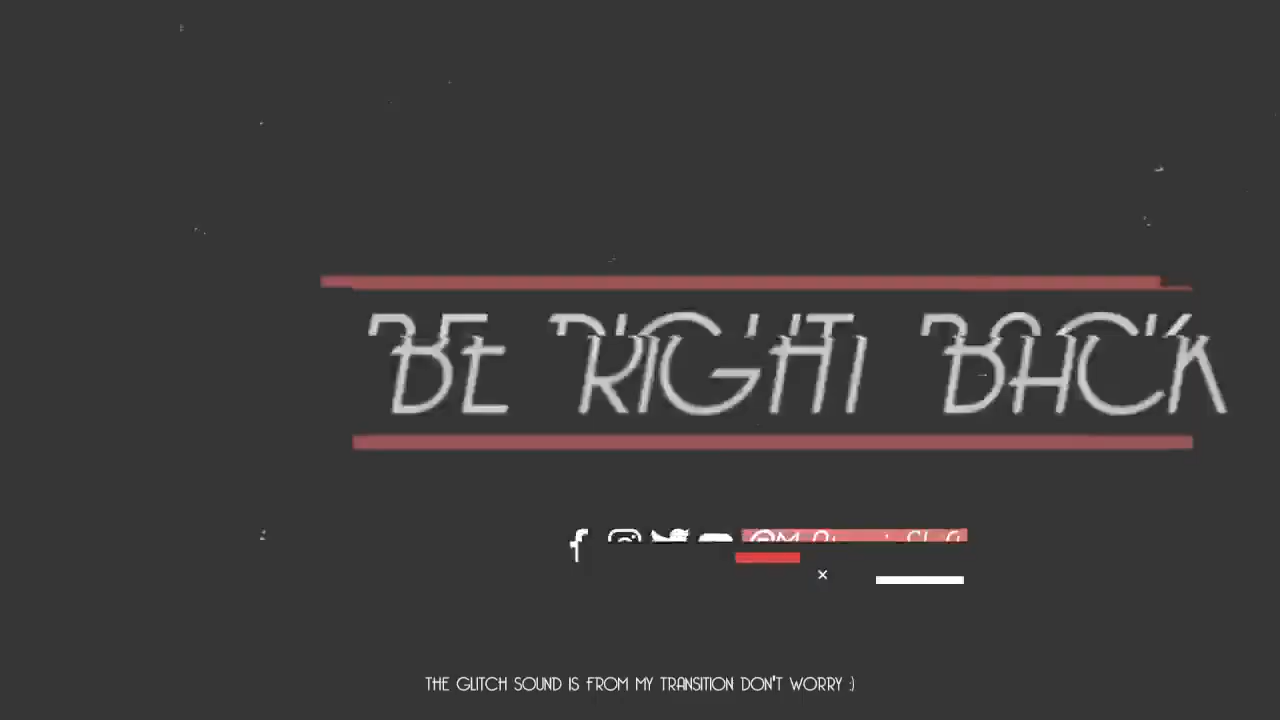 BE RIGHT BACK
THE GLITCH SOUND IS FROM MY TRANSITION DON'T WORRY :)